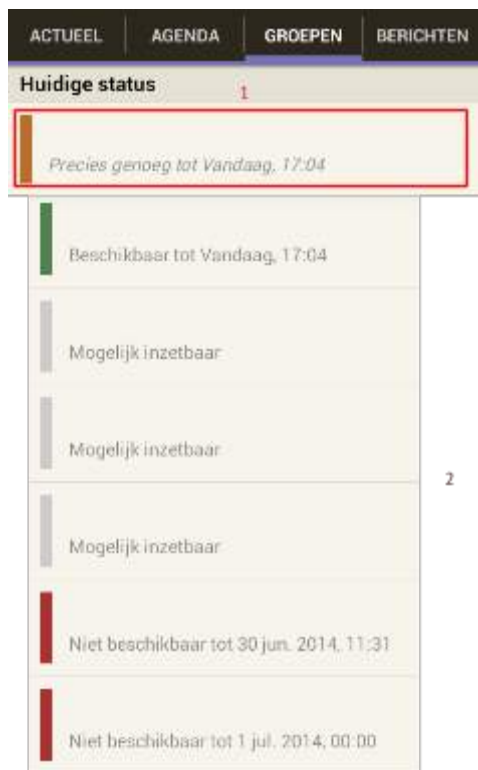 ACTUEEL AGENDA GROEPEN BERICHTEN
Huidige status
1
Precies genoeg tot Vandaag, 17:04
Beschikbaar tot Vandaag, 17:04
Mogelijk inzetbaar
Mogelijk inzetbaar
2
Mogelijk inzetbaar
Niet beschikbaar tot 30 jun. 2014, 11:31
Niet beschikbaar tot 1 jul. 2014, 00:00